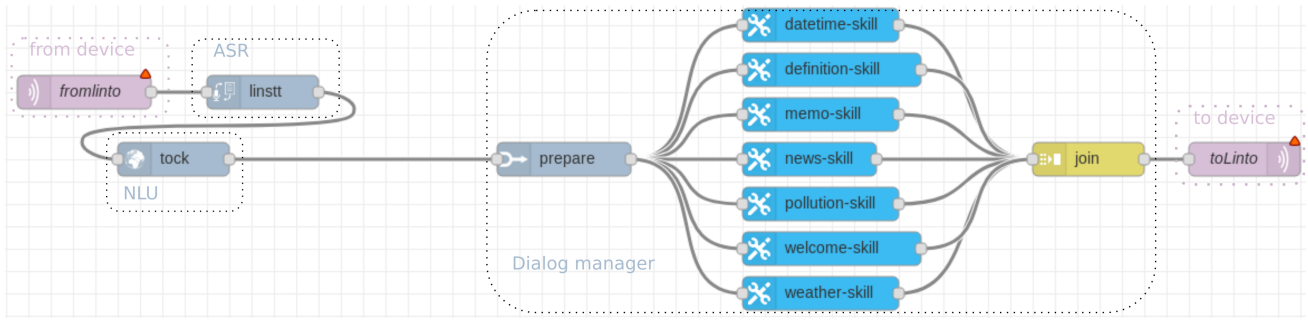 from device
ASR
fromlinto
linstt
tock
NLU
prepare
Dialog manager
datetime-skill
definition-skill
memo-skill
news-skill
pollution-skill
welcome-skill
weather-skill
join
to device
toLinto